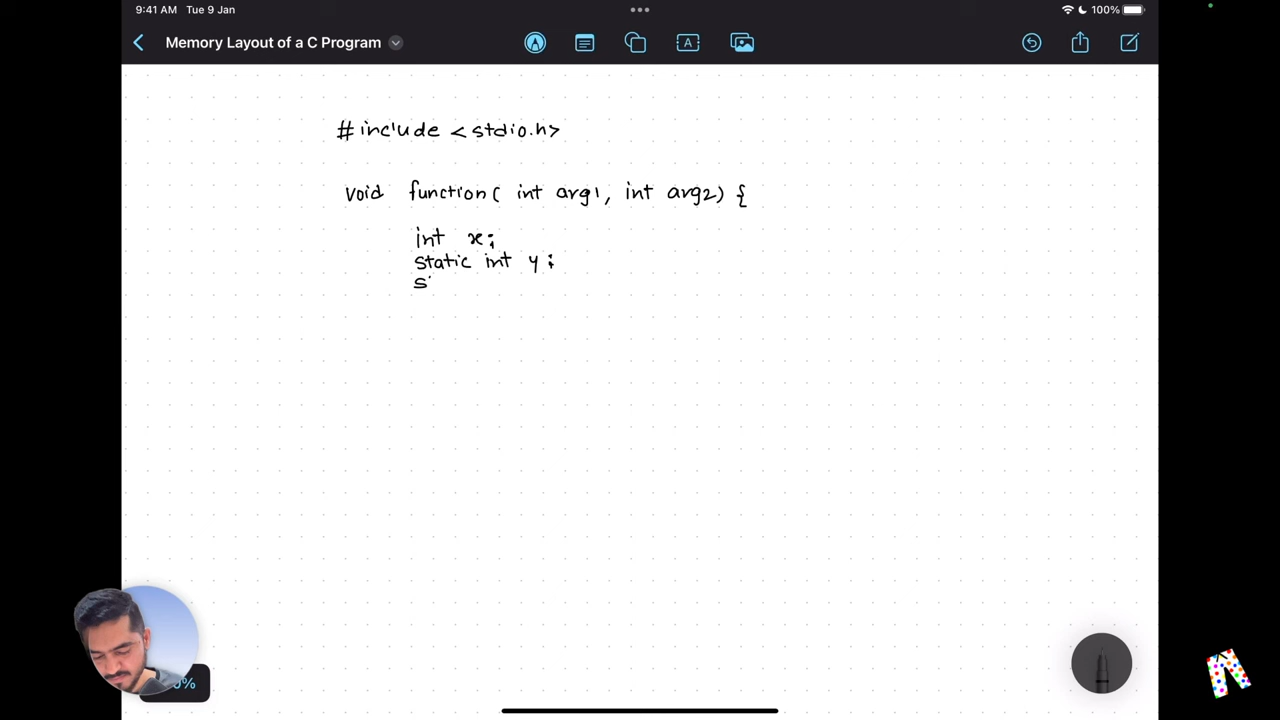 9:41 AM Tue 9 Jan
100%
Memory Layout of a C Program
A
#include <stdio.h>
void function( int arg1, int arg2) {
int x;
static int y;
s
%